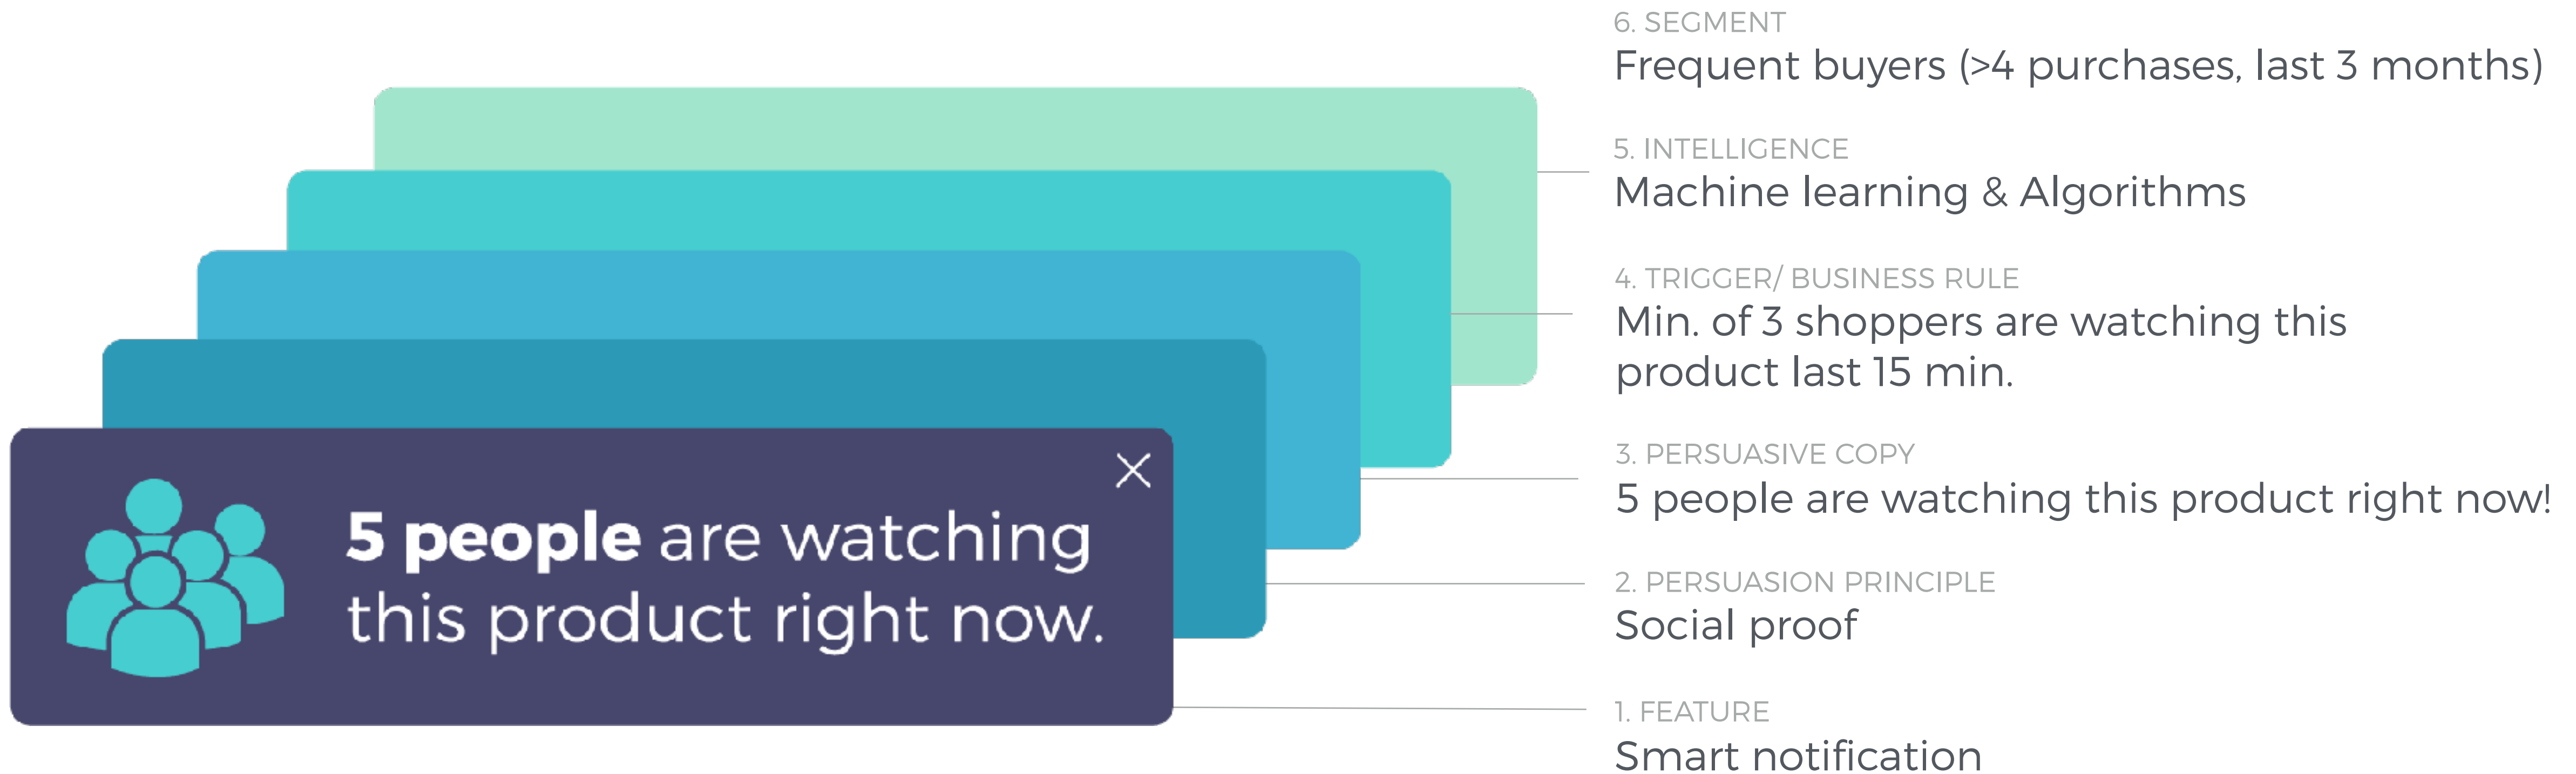 6. SEGMENT
Frequent buyers (>4 purchases, last 3 months)
5. INTELLIGENCE
Machine learning & Algorithms
4. TRIGGER/ BUSINESS RULE
Min. of 3 shoppers are watching this
product last 15 min.
3. PERSUASIVE COPY
5 people are watching this product right now!
2. PERSUASION PRINCIPLE
Social proof
1. FEATURE
Smart notification
5 people are watching
this product right now.